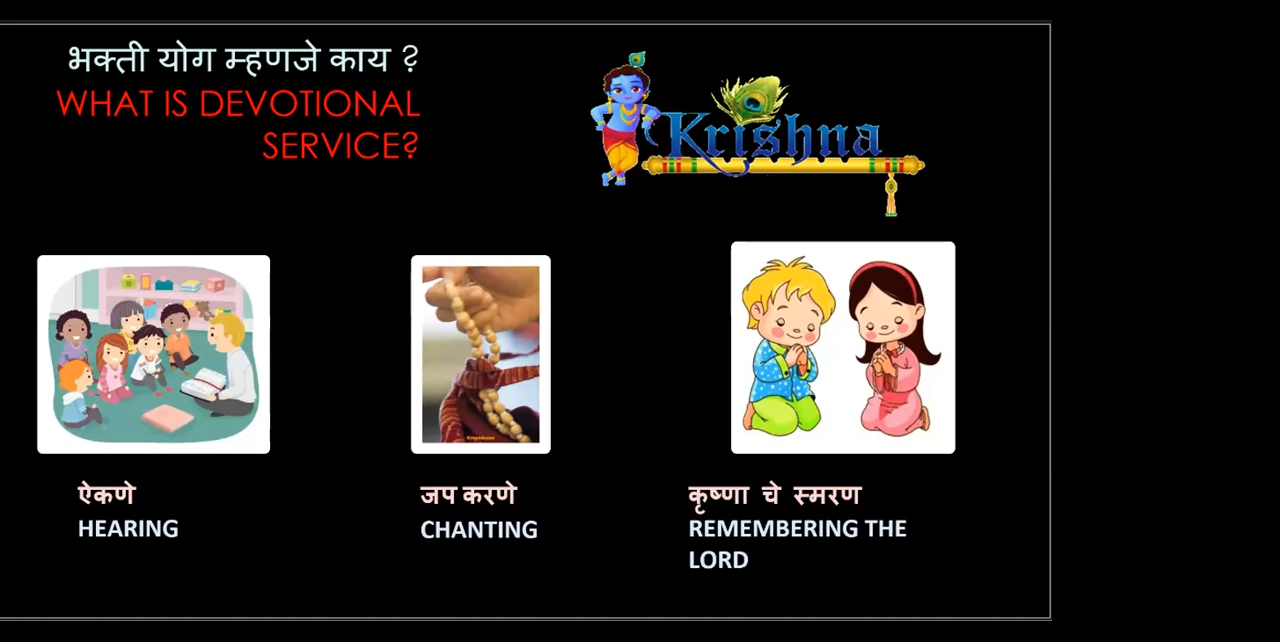 भक्ती योग म्हणजे काय ?
WHAT IS DEVOTIONAL
SERVICE?
Krishna
ऐकणे
HEARING
जप करणे
CHANTING
कृष्णा चे स्मरण
REMEMBERING THE
LORD